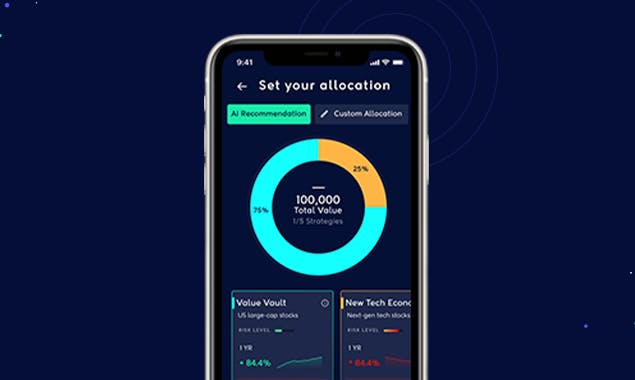 9:41
Set your allocation
AI Recommendation
Custom Allocation
25%
75%
100,000
Total Value
1/5 Strategies
Value Vault
US large-cap stocks
RISK LEVEL
1 YR
84.4%
New Tech Econ
Next-gen tech stocks
RISK LEVEL
1 YR
84.4%